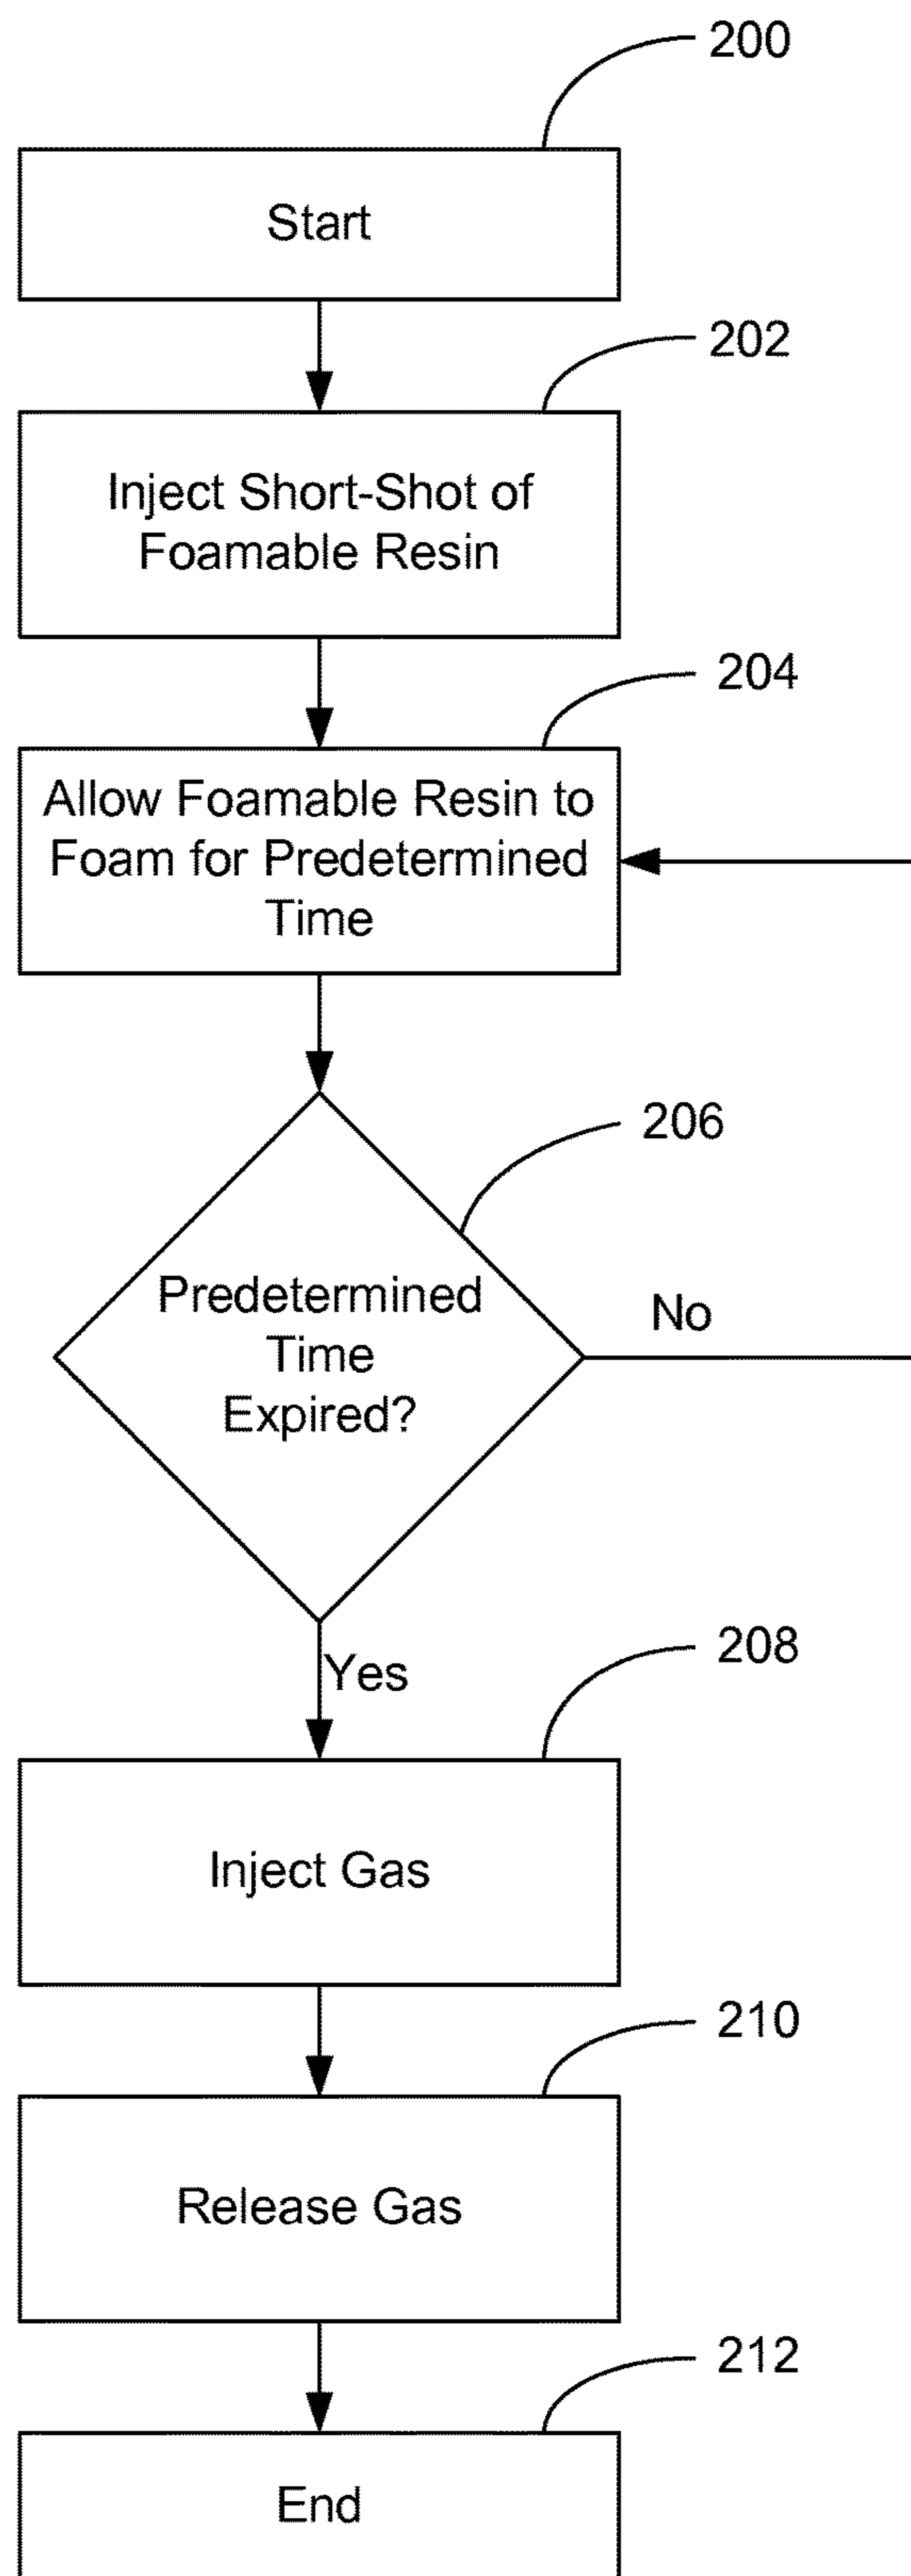 200
Start
202
Inject Short-Shot of
Foamable Resin
204
Allow Foamable Resin to
Foam for Predetermined
Time
206
Predetermined
Time
Expired?
No
Yes
208
Inject Gas
210
Release Gas
212
End